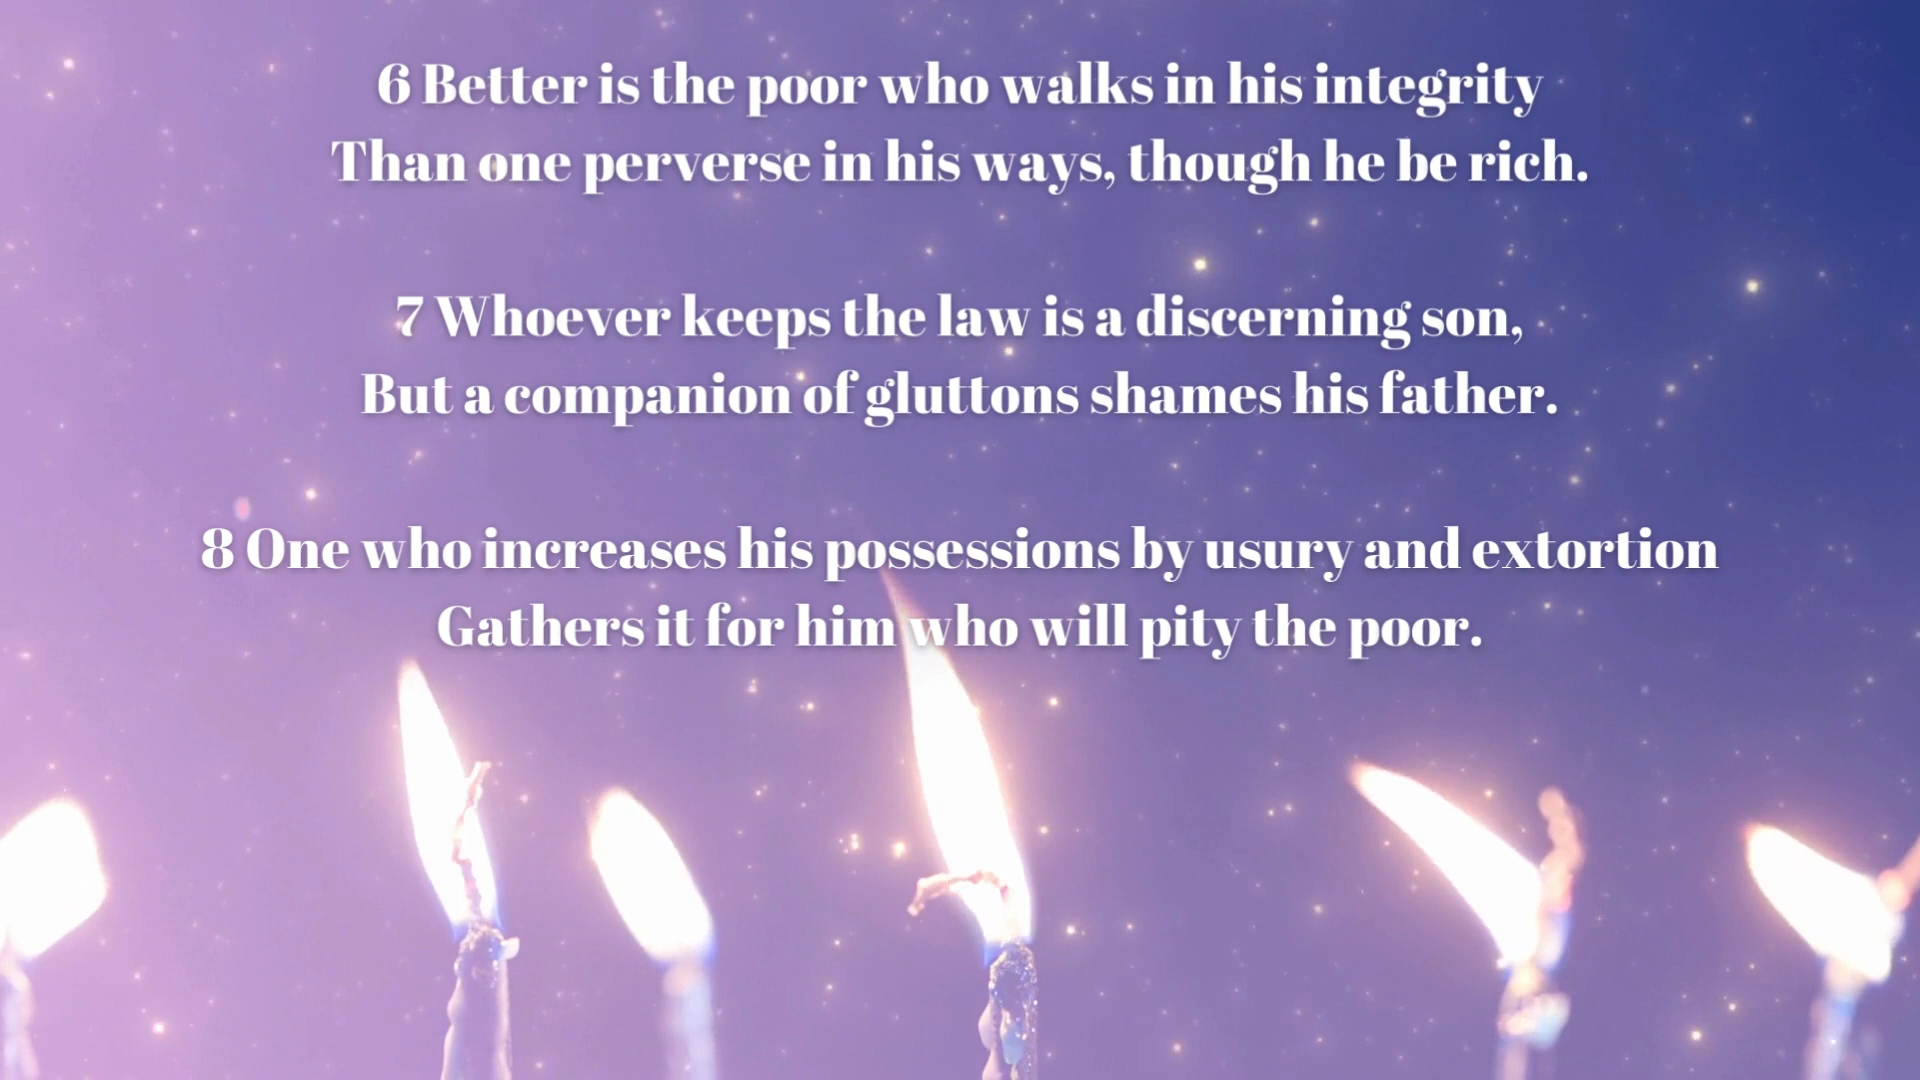 6 Better is the poor who walks in his integrity
Than one perverse in his ways, though he be rich.
7 Whoever keeps the law is a discerning son,
But a companion of gluttons shames his father.
8 One who increases his possessions by usury and extortion
Gathers it for him who will pity the poor.